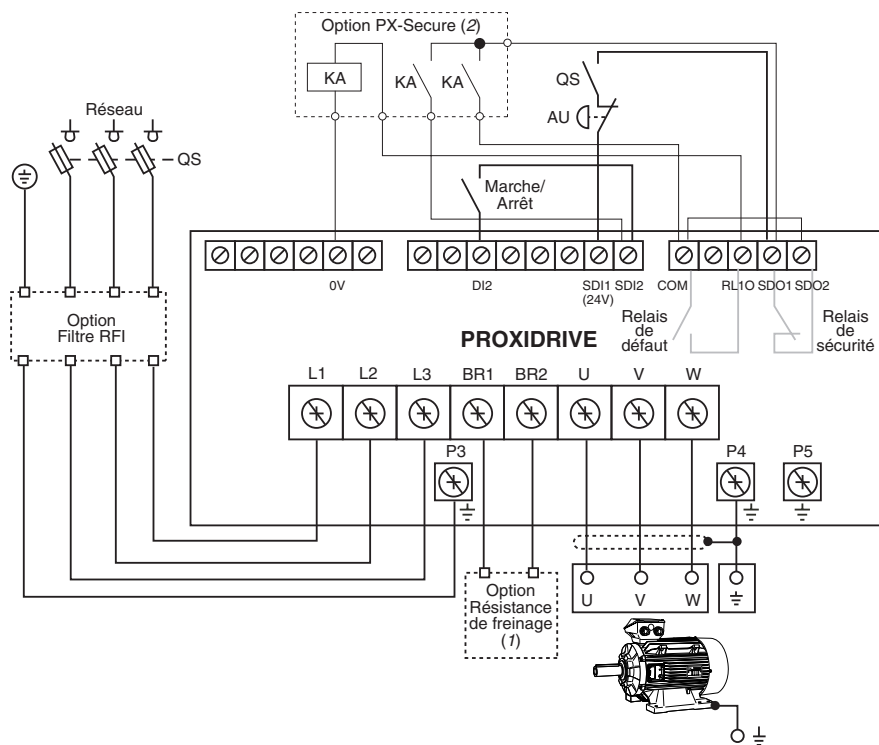 Option PX-Secure (2)
KA
KA
KA
QS
AU
Réseau
QS
Marche/
Arrêt
0V
DI2
SDI1
(24V)
SDI2
COM
RL1O
SDO1
SDO2
Relais
de
défaut
Relais
de
sécurité
Option
Filtre RFI
PROXIDRIVE
L1
L2
L3
BR1
BR2
U
V
W
P3
P4
P5
Option
Résistance
de freinage
(1)
U
V
W